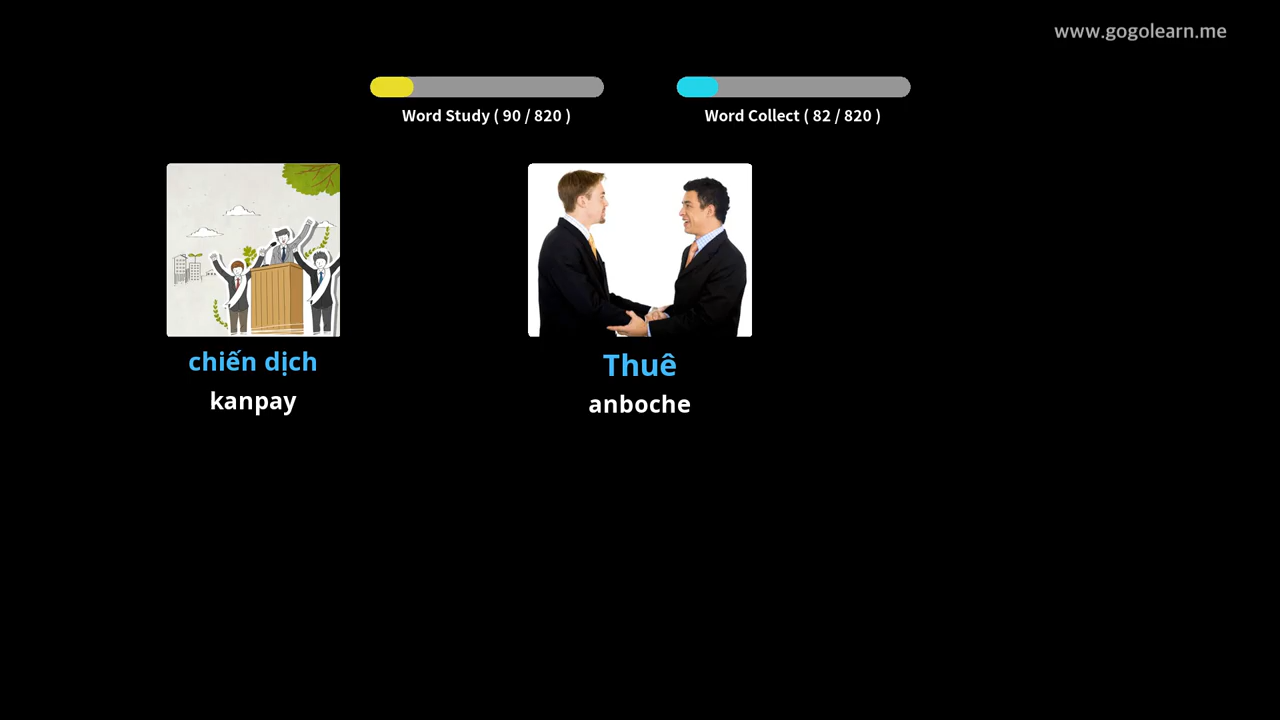 www.gogolearn.me
Word Study ( 90 / 820 )
Word Collect ( 82 / 820 )
chiến dịch
kanpay
Thuê
anboche